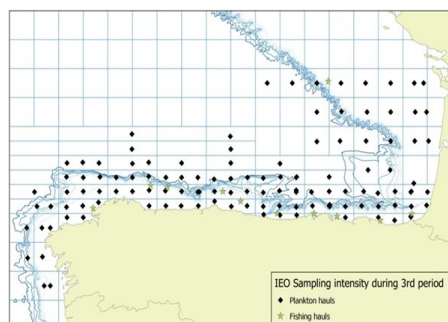 IEO Sampling intensity during 3rd period
Plankton hauls
Fishing hauls